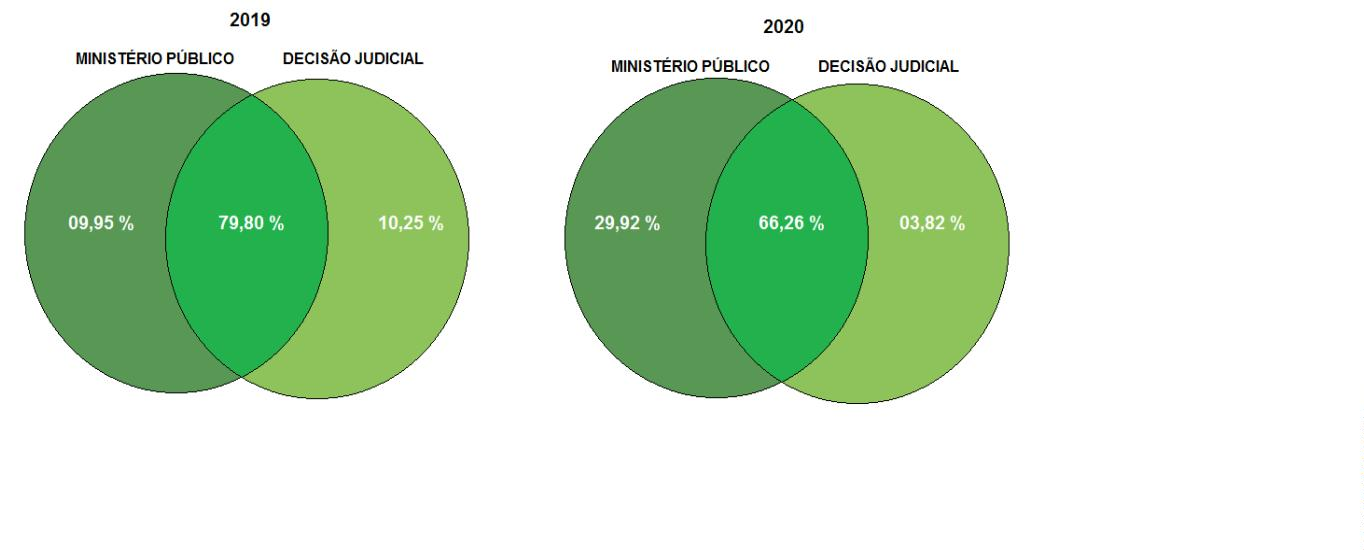 2019
MINISTÉRIO PÚBLICO DECISÃO JUDICIAL
09,95 % 79,80 % 10,25 %
2020
MINISTÉRIO PÚBLICO DECISÃO JUDICIAL
29,92 % 66,26 % 03,82 %